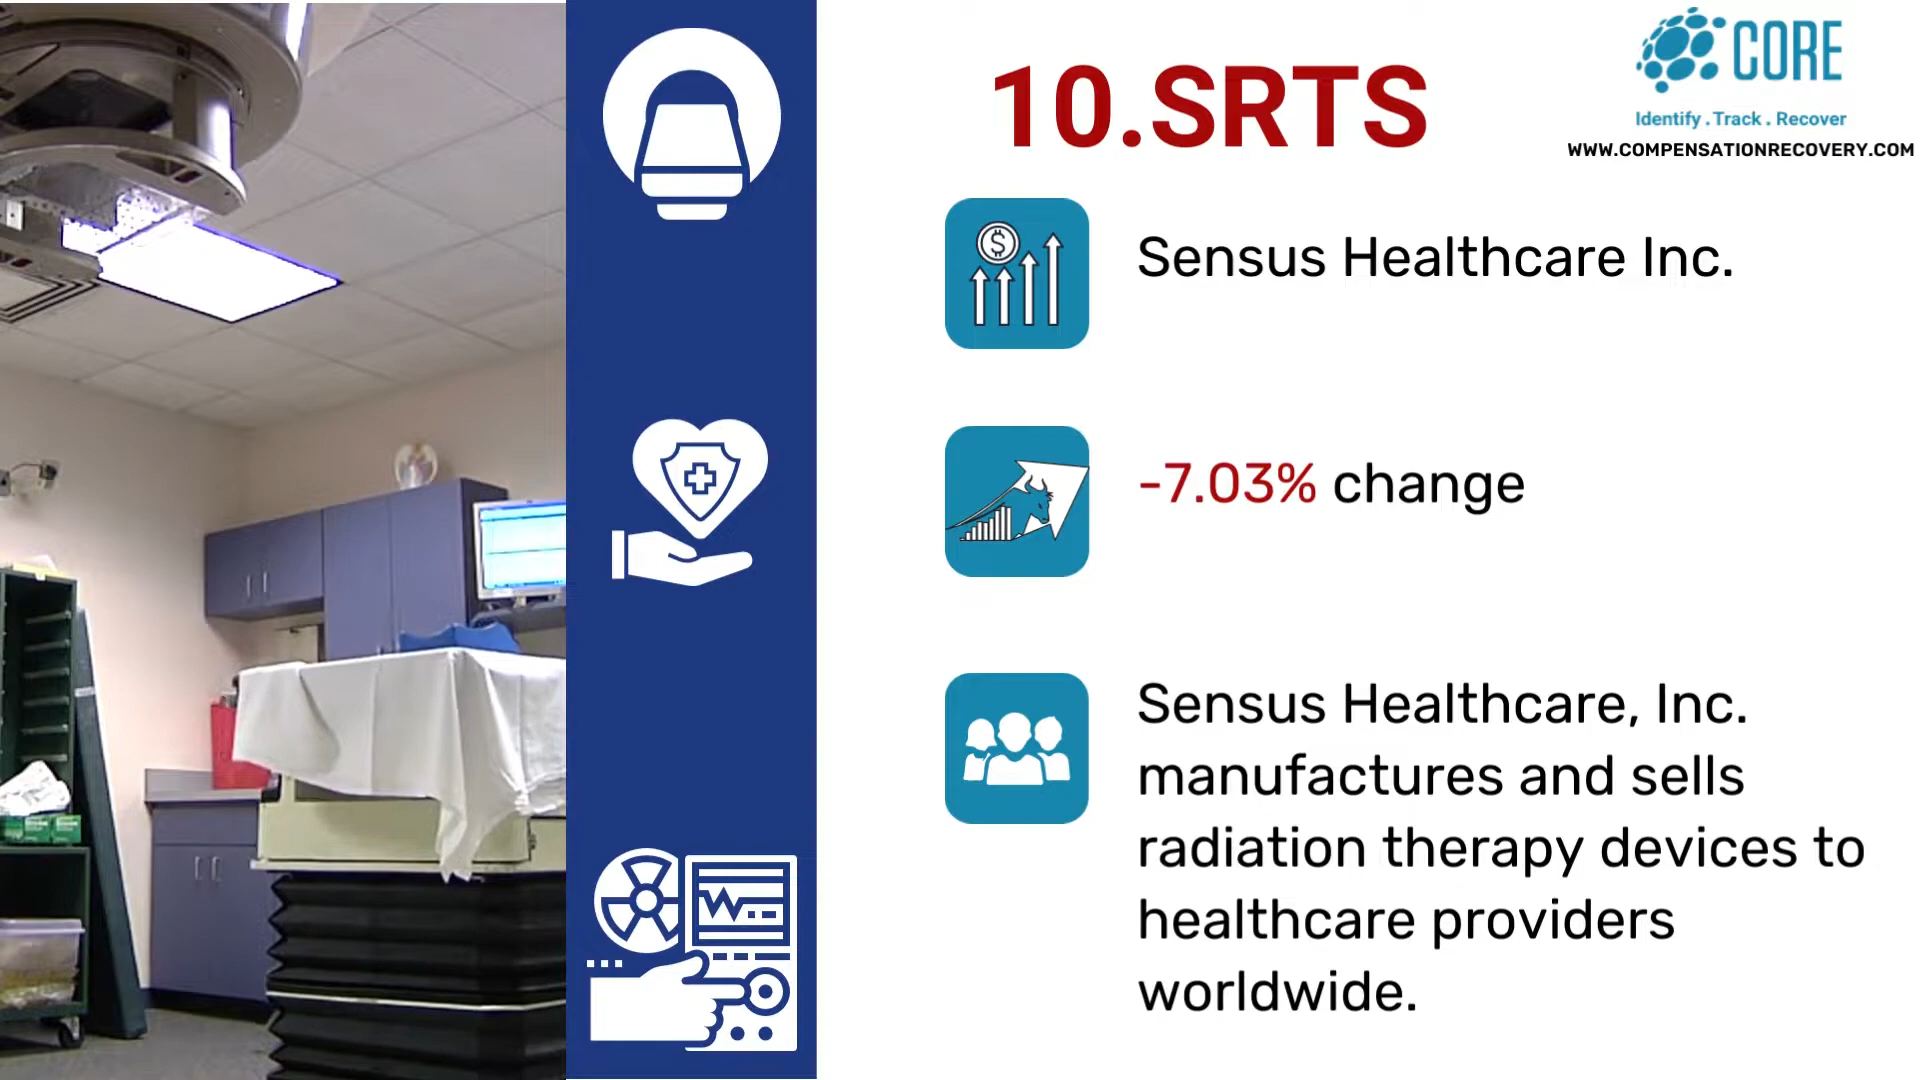 10.SRTS
CORE
Identify . Track . Recover
WWW.COMPENSATIONRECOVERY.COM
Sensus Healthcare Inc.
-7.03% change
Sensus Healthcare, Inc.
manufactures and sells
radiation therapy devices to
healthcare providers
worldwide.